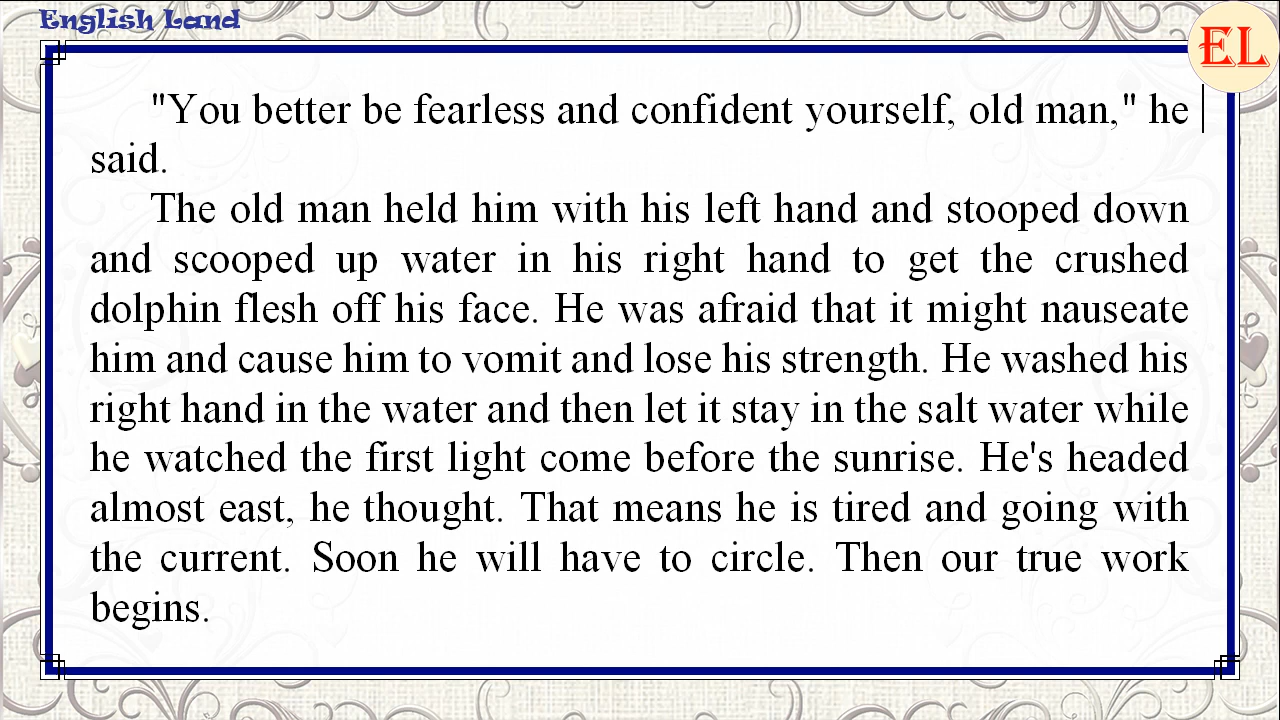 English Land
EL
"You better be fearless and confident yourself, old man," he
said.
The old man held him with his left hand and stooped down
and scooped up water in his right hand to get the crushed
dolphin flesh off his face. He was afraid that it might nauseate
him and cause him to vomit and lose his strength. He washed his
right hand in the water and then let it stay in the salt water while
he watched the first light come before the sunrise. He's headed
almost east, he thought. That means he is tired and going with
the current. Soon he will have to circle. Then our true work
begins.